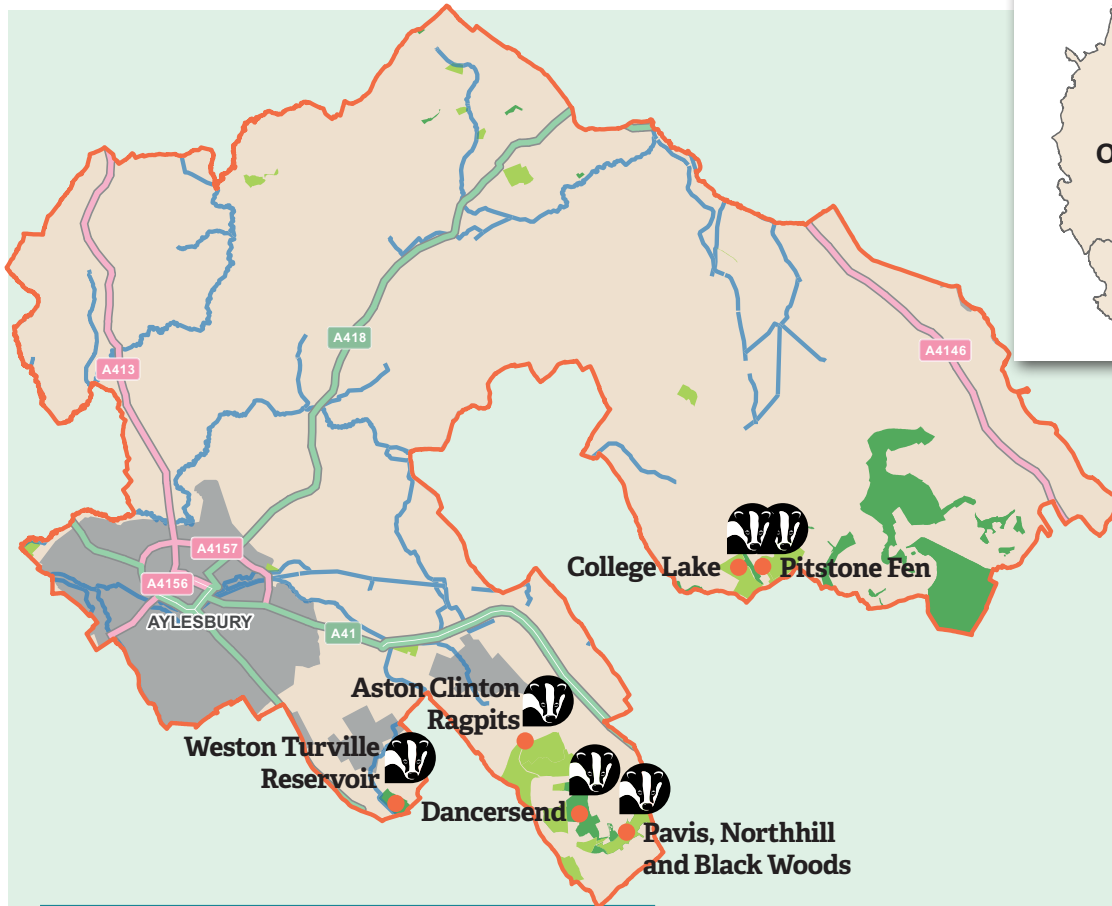 O
A418
A413
A4146
A4157
A4156
AYLESBURY
A41
College Lake
Pitstone Fen
Aston Clinton
Ragpits
Weston Turville
Reservoir
Dancersend
Pavis, Northhill
and Black Woods